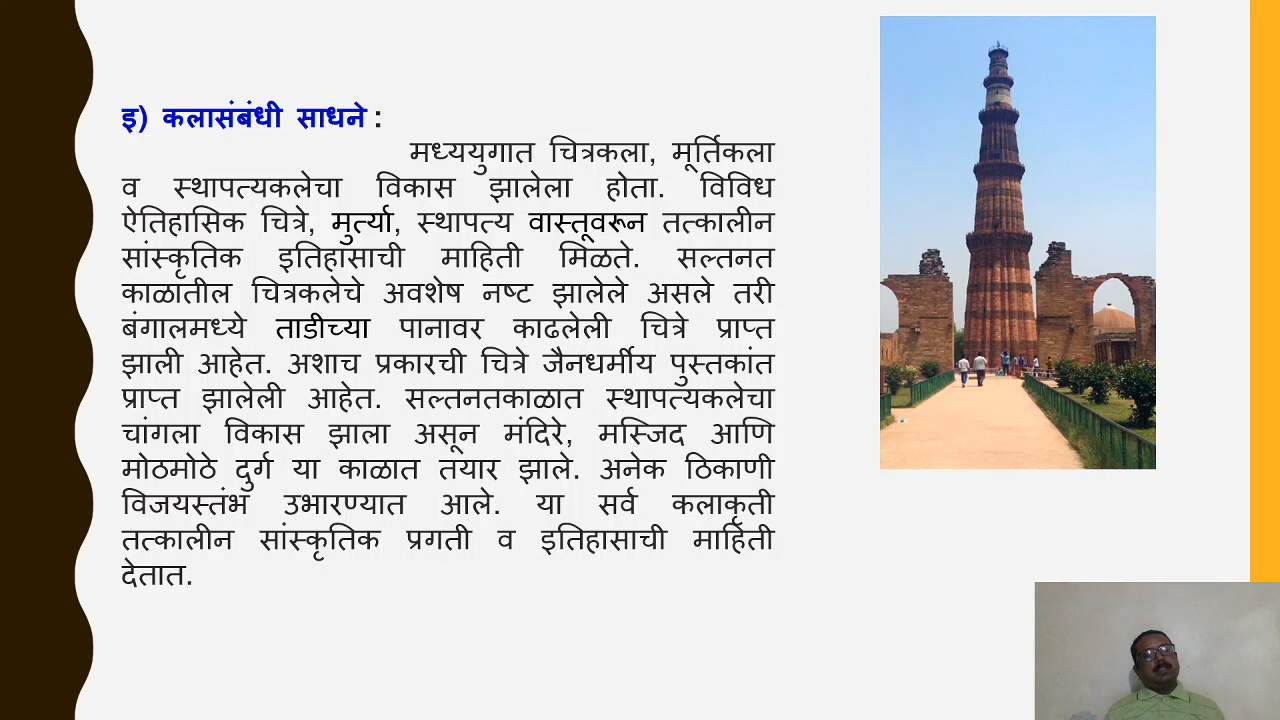 इ) कलासंबंधी साधने :
मध्ययुगात चित्रकला, मूर्तिकला
व स्थापत्यकलेचा विकास झालेला होता. विविध
ऐतिहासिक चित्रे, मुर्त्या, स्थापत्य वास्तूवरून तत्कालीन
सांस्कृतिक इतिहासाची माहिती मिळते. सल्तनत
काळातील चित्रकलेचे अवशेष नष्ट झालेले असले तरी
बंगालमध्ये ताडीच्या पानावर काढलेली चित्रे प्राप्त
झाली आहेत. अशाच प्रकारची चित्रे जैनधर्मीय पुस्तकांत
प्राप्त झालेली आहेत. सल्तनतकाळात स्थापत्यकलेचा
चांगला विकास झाला असून मंदिरे, मस्जिद आणि
मोठमोठे दुर्ग या काळात तयार झाले. अनेक ठिकाणी
विजयस्तंभ उभारण्यात आले. या सर्व कलाकृती
तत्कालीन सांस्कृतिक प्रगती व इतिहासाची माहिती
देतात.